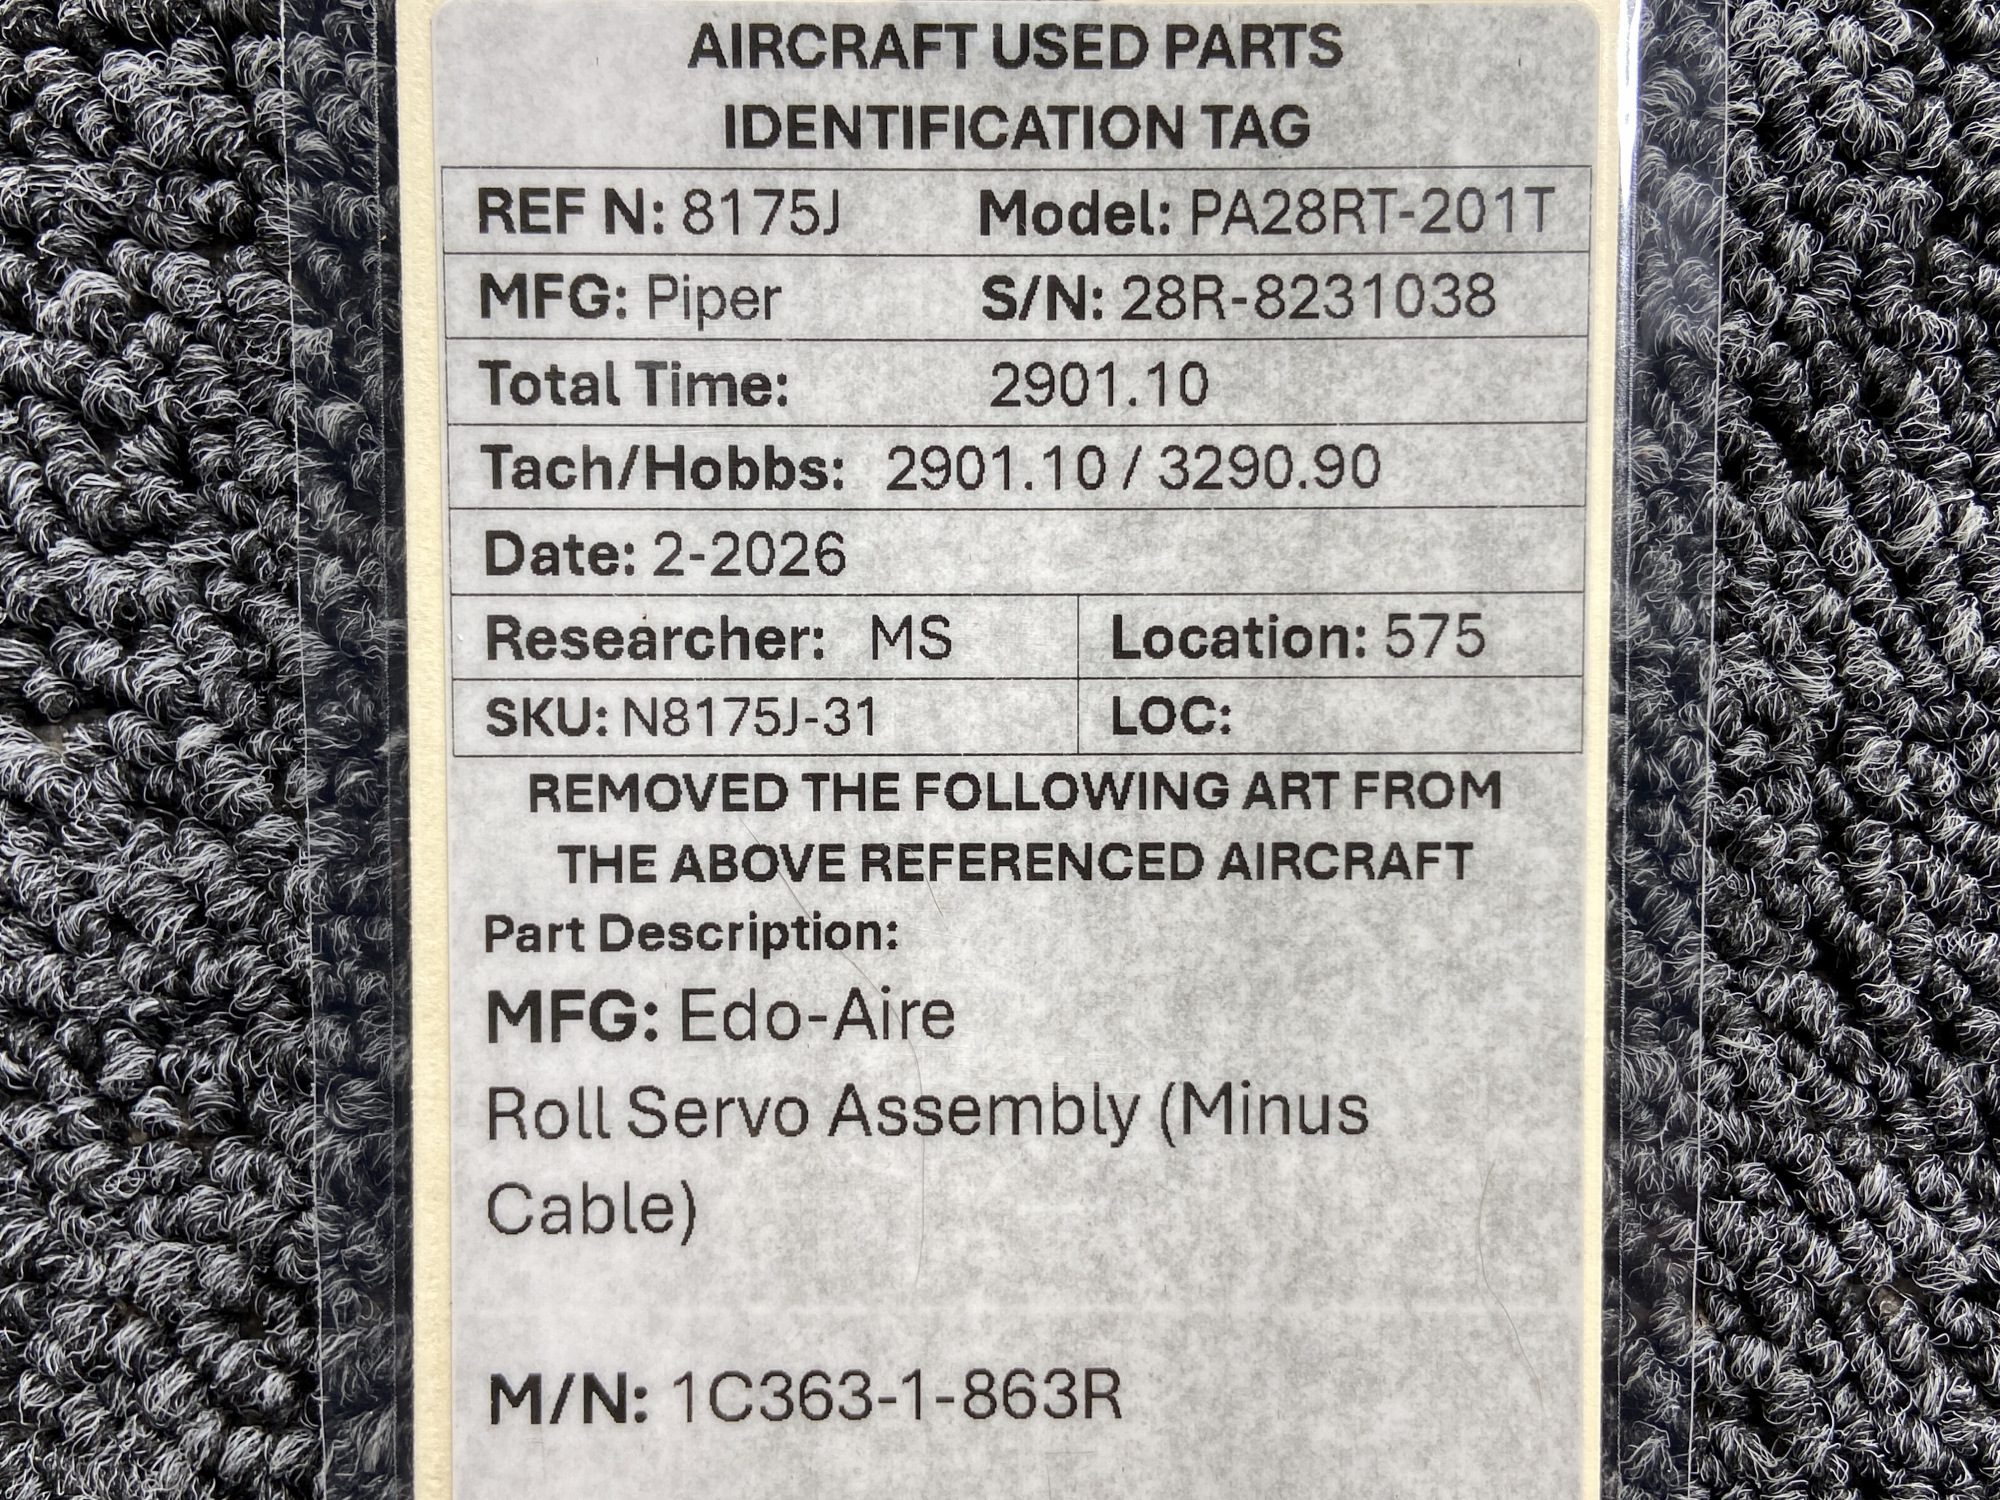 AIRCRAFT USED PARTS
IDENTIFICATION TAG
REF N: 8175J Model: PA28RT-201T
MFG: Piper S/N: 28R-8231038
Total Time: 2901.10
Tach/Hobbs: 2901.10 / 3290.90
Date: 2-2026
Researcher: MS Location: 575
SKU: N8175J-31 LOC:
REMOVED THE FOLLOWING ART FROM
THE ABOVE REFERENCED AIRCRAFT
Part Description:
MFG: Edo-Aire
Roll Servo Assembly (Minus
Cable)
M/N: 1C363-1-863R